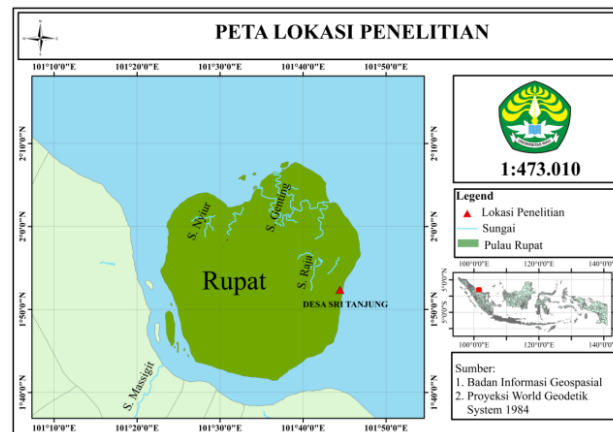 PETA LOKASI PENELITIAN
101°10'0"E 101°20'0"E 101°30'0"E 101°40'0"E 101°50'0"E
2°10'0"N
2°0'0"N
1°50'0"N
1°40'0"N
S. Nyiur
S. Genting
Rupat
S. Raja
DESA SRI TANJUNG
S. Massigit
2°10'0"N
2°0'0"N
1°50'0"N
1°40'0"N
101°10'0"E 101°20'0"E 101°30'0"E 101°40'0"E 101°50'0"E
1:473.010
Legend
Lokasi Penelitian
Sungai
Pulau Rupat
5°0'0"N
5°0'0"S
100°0'0"E 120°0'0"E 140°0'0"E
Sumber:
1. Badan Informasi Geospasial
2. Proyeksi World Geodetik
System 1984